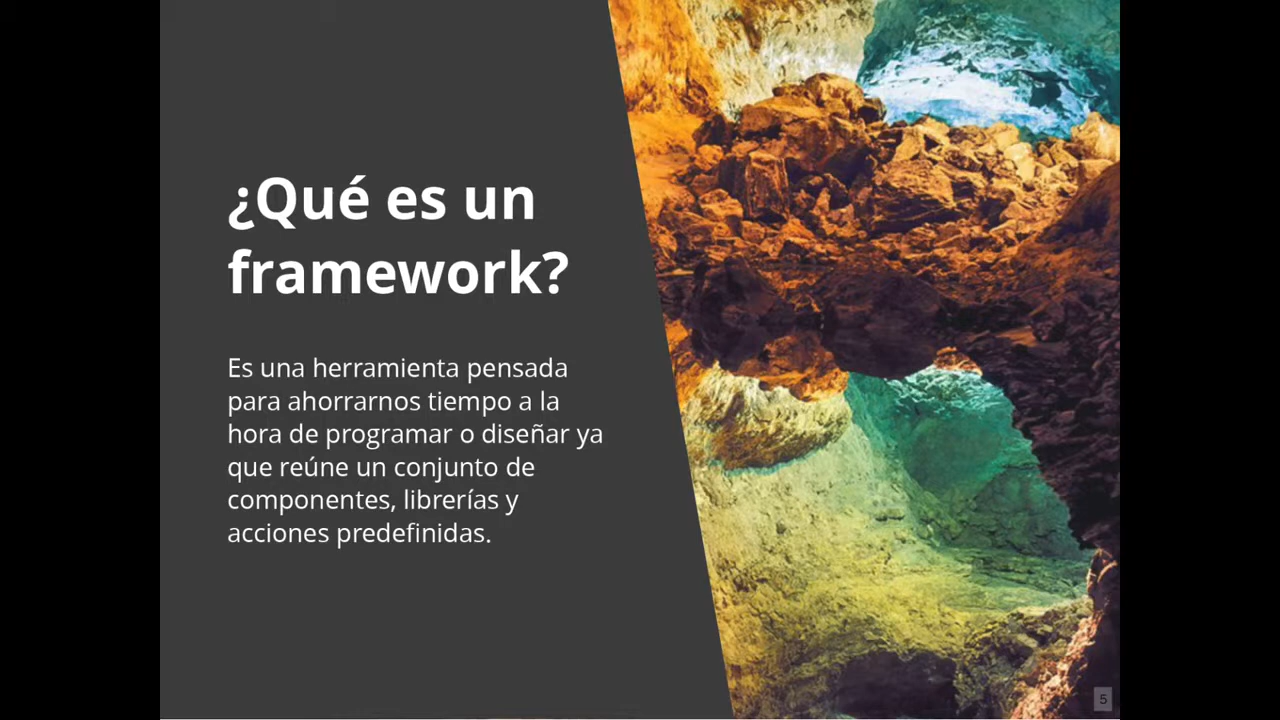 ¿Qué es un
framework?
Es una herramienta pensada
para ahorrarnos tiempo a la
hora de programar o diseñar ya
que reúne un conjunto de
componentes, librerías y
acciones predefinidas.
5